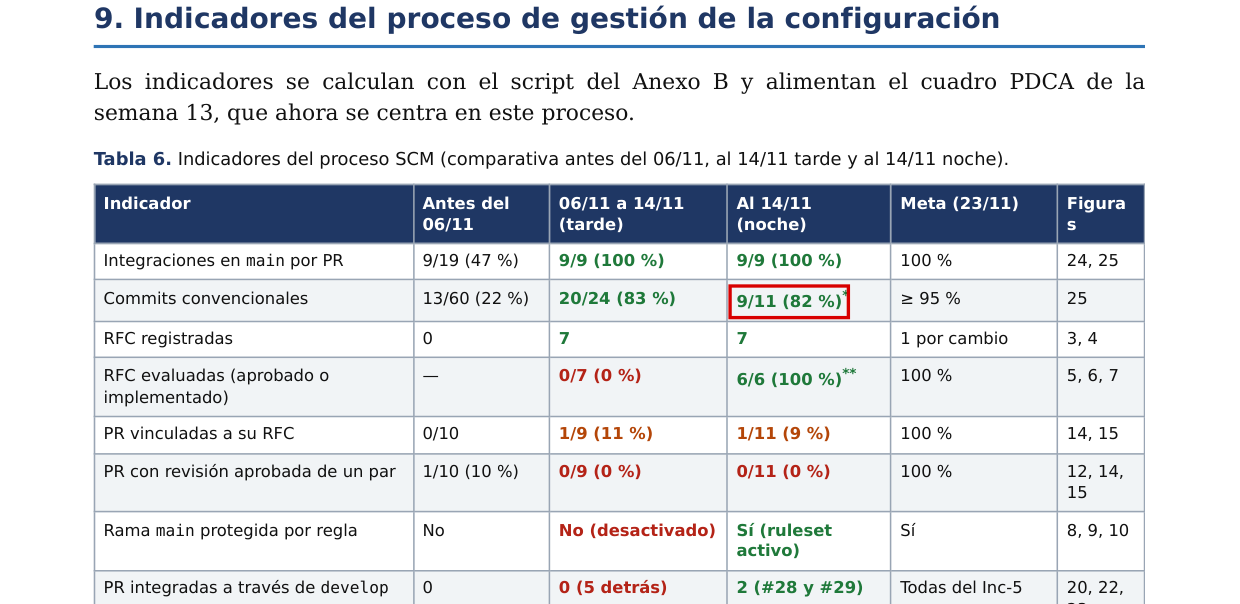 9. Indicadores del proceso de gestión de la configuración
Los indicadores se calculan con el script del Anexo B y alimentan el cuadro PDCA de la
semana 13, que ahora se centra en este proceso.
Tabla 6. Indicadores del proceso SCM (comparativa antes del 06/11, al 14/11 tarde y al 14/11 noche).
Indicador Antes del 06/11 06/11 a 14/11 (tarde) Al 14/11 (noche) Meta (23/11) Figuras
Integraciones en main por PR 9/19 (47 %) 9/9 (100 %) 9/9 (100 %) 100 % 24, 25
Commits convencionales 13/60 (22 %) 20/24 (83 %) 9/11 (82 %)* ≥ 95 % 25
RFC registradas 0 7 7 1 por cambio 3, 4
RFC evaluadas (aprobado o implementado) — 0/7 (0 %) 6/6 (100 %)** 100 % 5, 6, 7
PR vinculadas a su RFC 0/10 1/9 (11 %) 1/11 (9 %) 100 % 14, 15
PR con revisión aprobada de un par 1/10 (10 %) 0/9 (0 %) 0/11 (0 %) 100 % 12, 14, 15
Rama main protegida por regla No No (desactivado) Sí (ruleset activo) Sí 8, 9, 10
PR integradas a través de develop 0 0 (5 detrás) 2 (#28 y #29) Todas del Inc-5 20, 22,